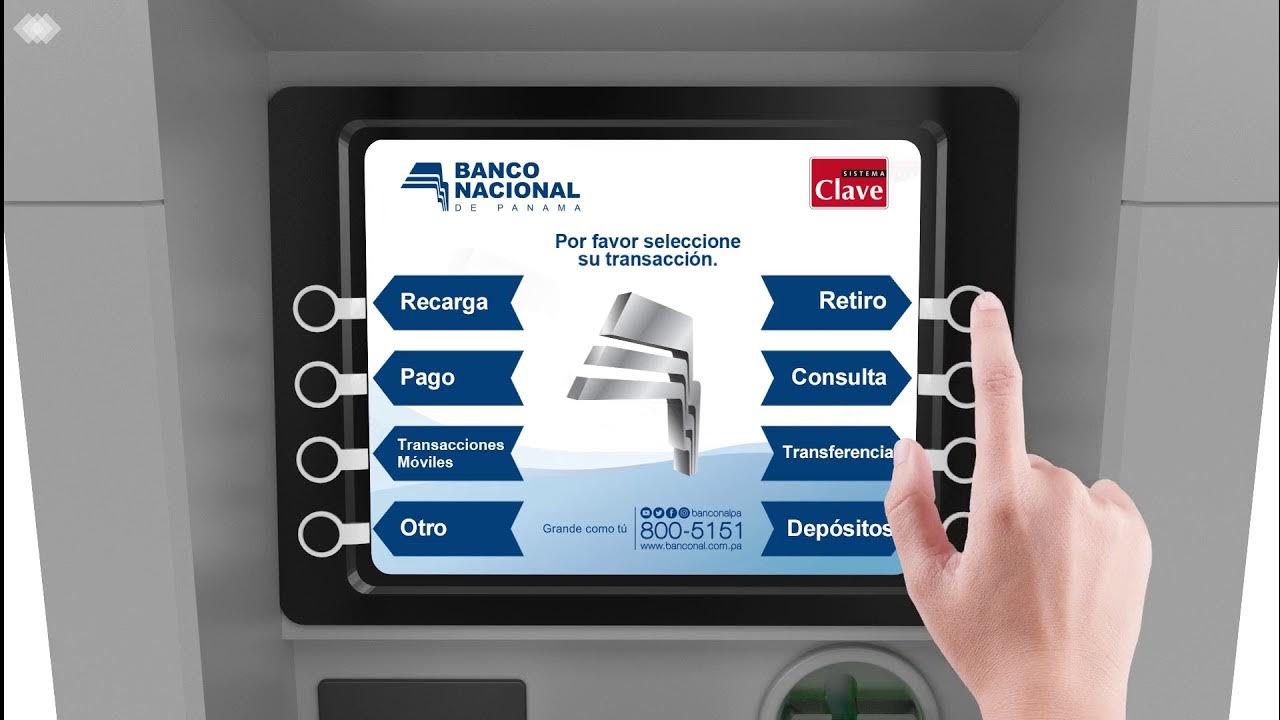 BANCO
NACIONAL
DE PANAMA
SISTEMA
Clave
Por favor seleccione
su transacción.
Recarga
Retiro
Pago
Consulta
Transacciones
Móviles
Transferencia
Otro
Depósitos
Grande como tú
banconalpa
800-5151
www.banconal.com.pa